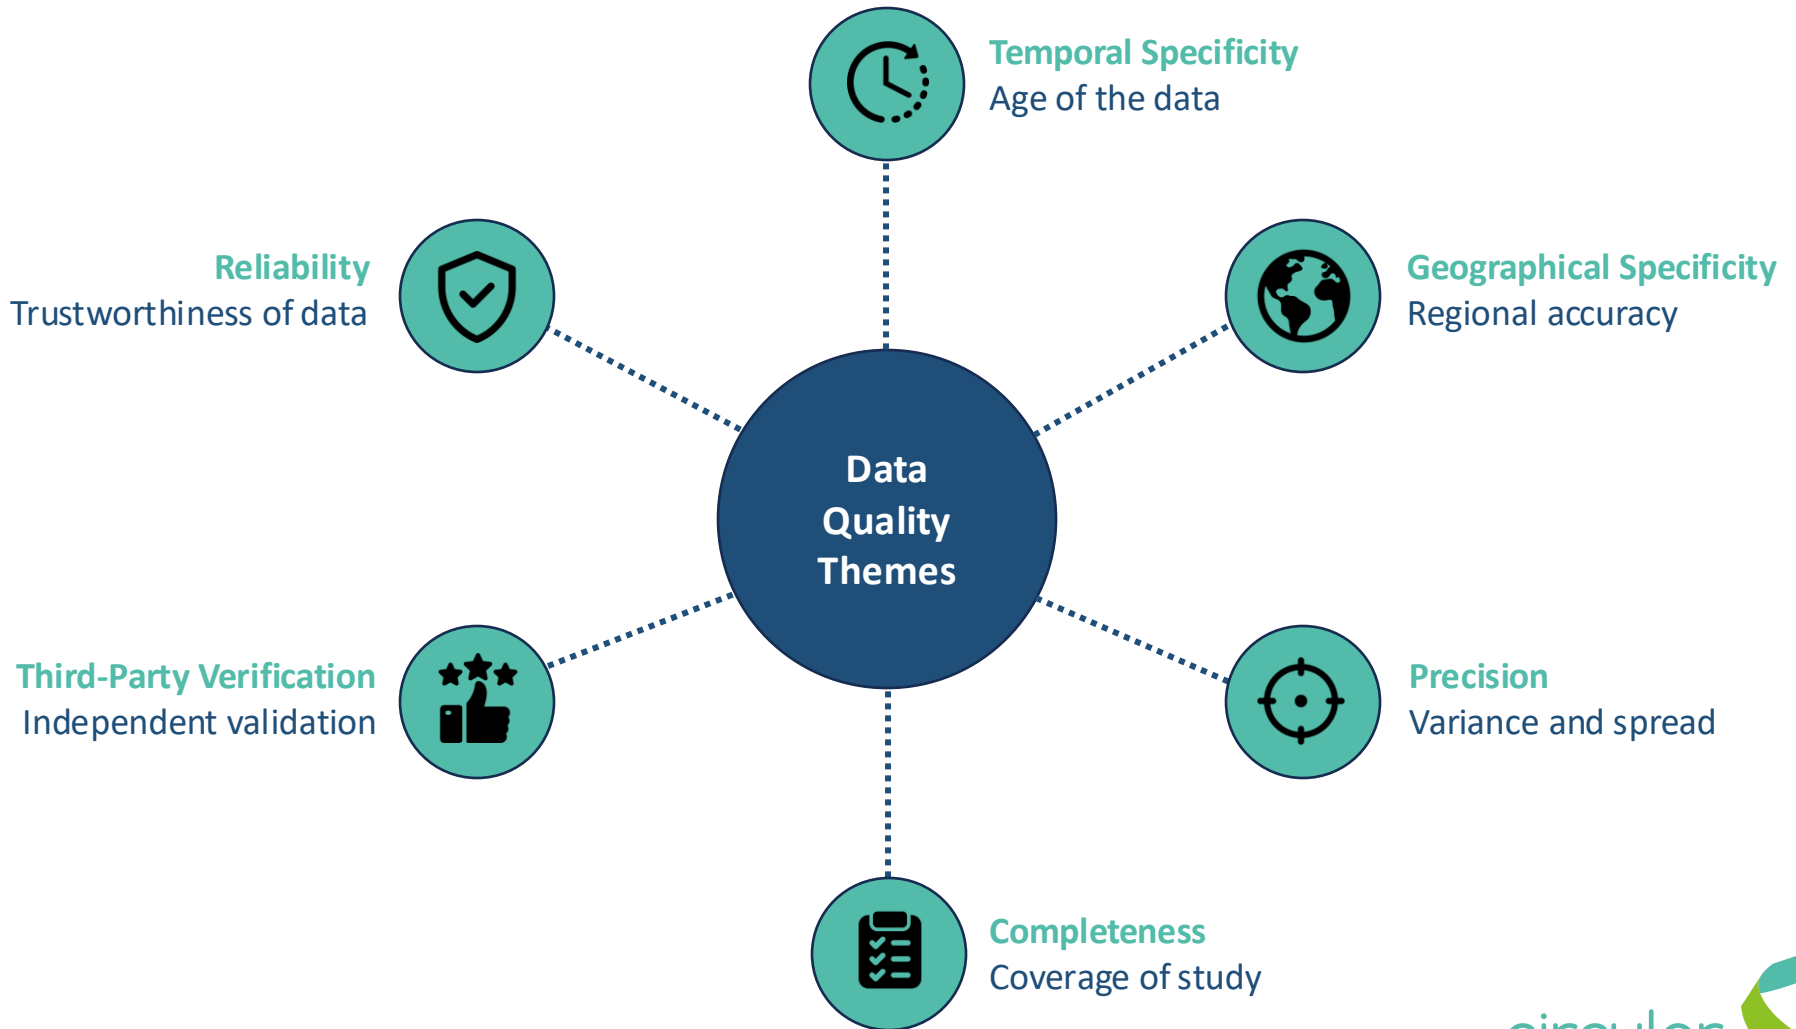 Temporal Specificity
Age of the data
Reliability
Trustworthiness of data
Geographical Specificity
Regional accuracy
Data
Quality
Themes
Third-Party Verification
Independent validation
Precision
Variance and spread
Completeness
Coverage of study